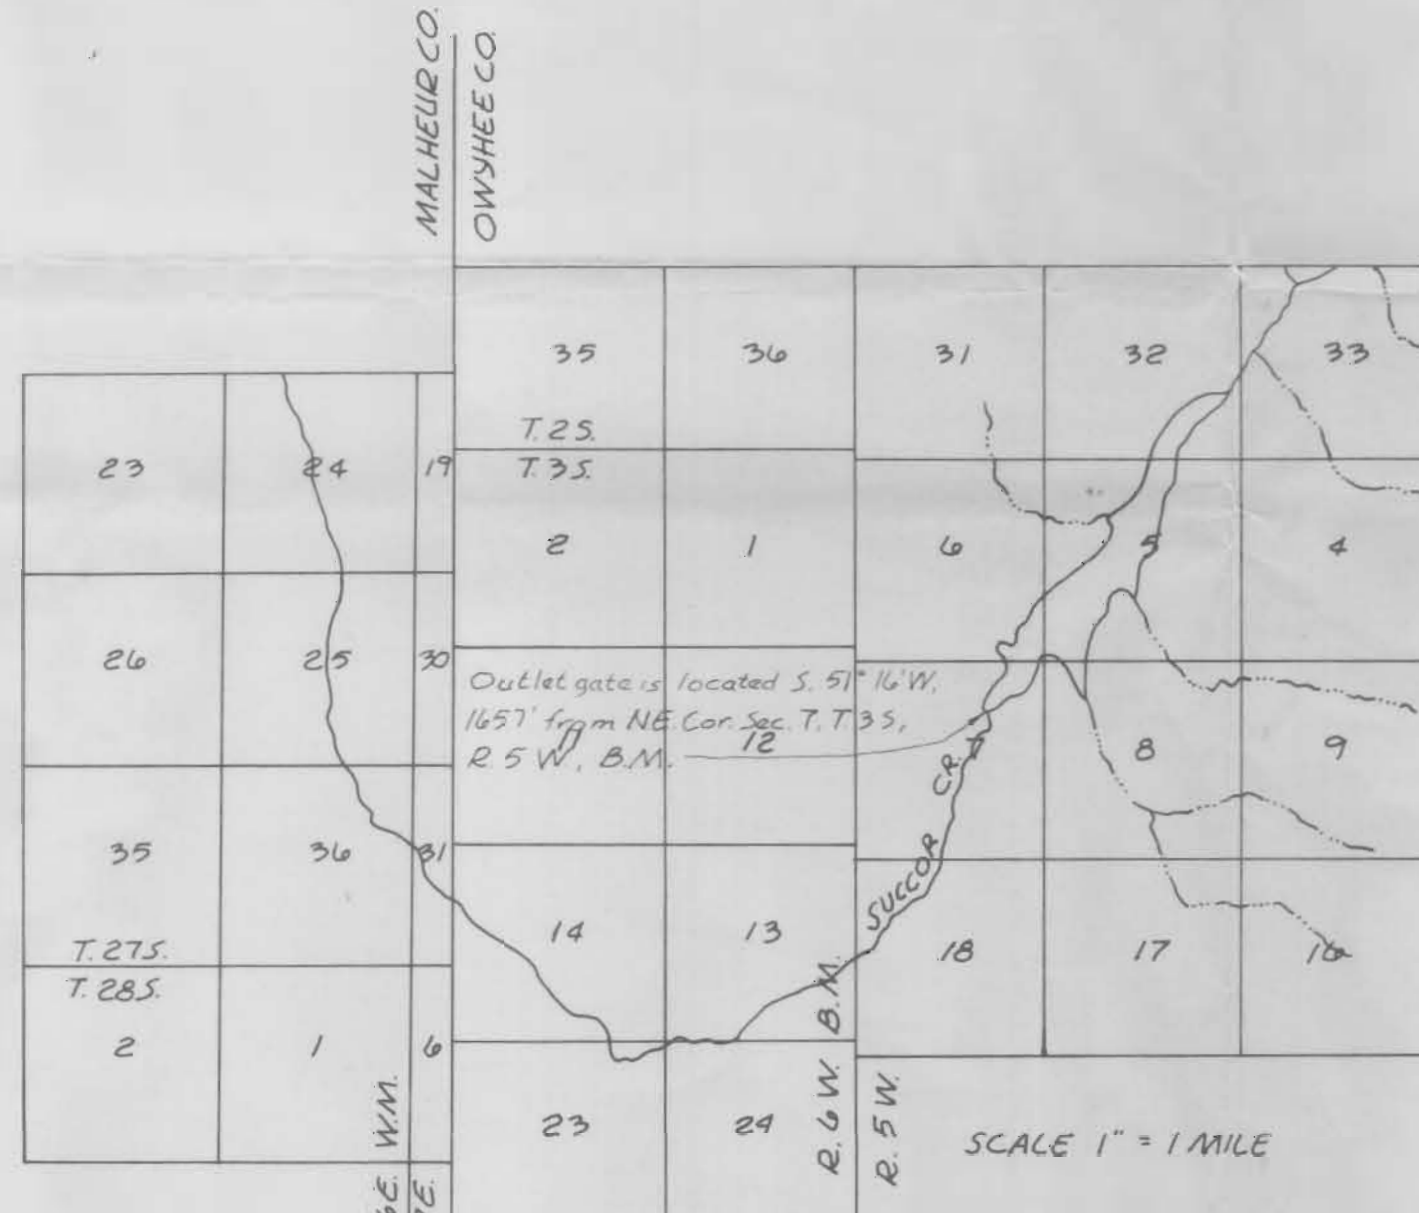 MALHEUR CO.
OWYHEE CO.
35 36 31 32 33
T. 2 S.
T. 3 S.
23 24 19
2 1 6 5 4
26 25 30
Outlet gate is located S. 51° 16' W,
1657' from NE. Cor. Sec. 7, T. 3 S,
R. 5 W, B.M.
11 12 7 8 9
SUCCOR CR.
35 36 31
14 13 18 17 16
T. 27 S.
T. 28 S.
2 1 6
23 24
W.M.
R. 6 W. B.M.
R. 5 W.
SCALE 1" = 1 MILE